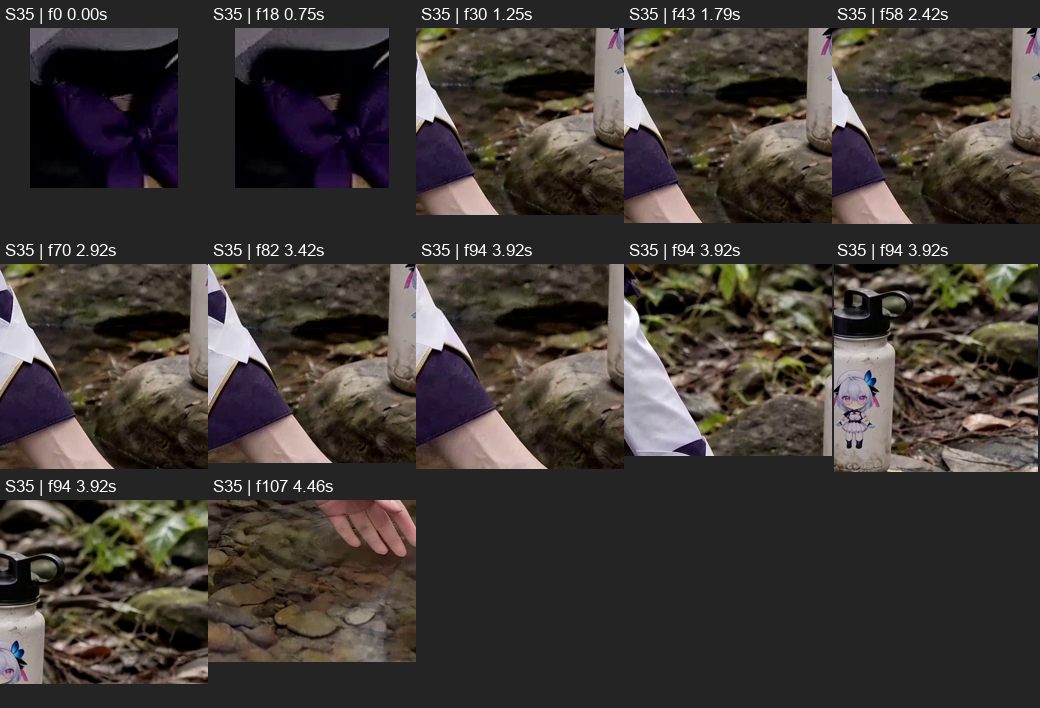 S35 | f0 0.00s
S35 | f18 0.75s
S35 | f30 1.25s
S35 | f43 1.79s
S35 | f58 2.42s
S35 | f70 2.92s
S35 | f82 3.42s
S35 | f94 3.92s
S35 | f94 3.92s
S35 | f94 3.92s
S35 | f94 3.92s
S35 | f107 4.46s